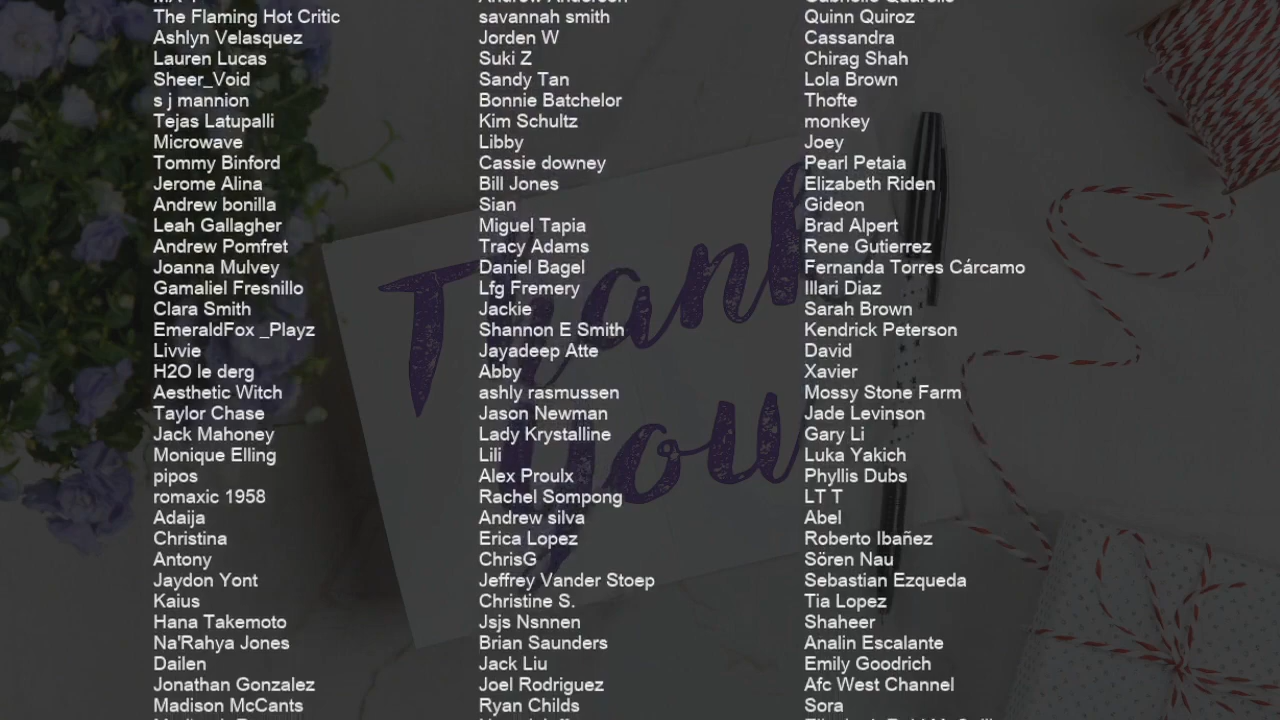 The Flaming Hot Critic
Ashlyn Velasquez
Lauren Lucas
Sheer_Void
s j mannion
Tejas Latupalli
Microwave
Tommy Binford
Jerome Alina
Andrew bonilla
Leah Gallagher
Andrew Pomfret
Joanna Mulvey
Gamaliel Fresnillo
Clara Smith
EmeraldFox _Playz
Livvie
H2O le derg
Aesthetic Witch
Taylor Chase
Jack Mahoney
Monique Elling
pipos
romaxic 1958
Adaija
Christina
Antony
Jaydon Yont
Kaius
Hana Takemoto
Na'Rahya Jones
Dailen
Jonathan Gonzalez
Madison McCants
savannah smith
Jorden W
Suki Z
Sandy Tan
Bonnie Batchelor
Kim Schultz
Libby
Cassie downey
Bill Jones
Sian
Miguel Tapia
Tracy Adams
Daniel Bagel
Lfg Fremery
Jackie
Shannon E Smith
Jayadeep Atte
Abby
ashly rasmussen
Jason Newman
Lady Krystalline
Lili
Alex Proulx
Rachel Sompong
Andrew silva
Erica Lopez
ChrisG
Jeffrey Vander Stoep
Christine S.
Jsjs Nsnnen
Brian Saunders
Jack Liu
Joel Rodriguez
Ryan Childs
Quinn Quiroz
Cassandra
Chirag Shah
Lola Brown
Thofte
monkey
Joey
Pearl Petaia
Elizabeth Riden
Gideon
Brad Alpert
Rene Gutierrez
Fernanda Torres Cárcamo
Illari Diaz
Sarah Brown
Kendrick Peterson
David
Xavier
Mossy Stone Farm
Jade Levinson
Gary Li
Luka Yakich
Phyllis Dubs
LT T
Abel
Roberto Ibañez
Sören Nau
Sebastian Ezqueda
Tia Lopez
Shaheer
Analin Escalante
Emily Goodrich
Afc West Channel
Sora
Thank
you